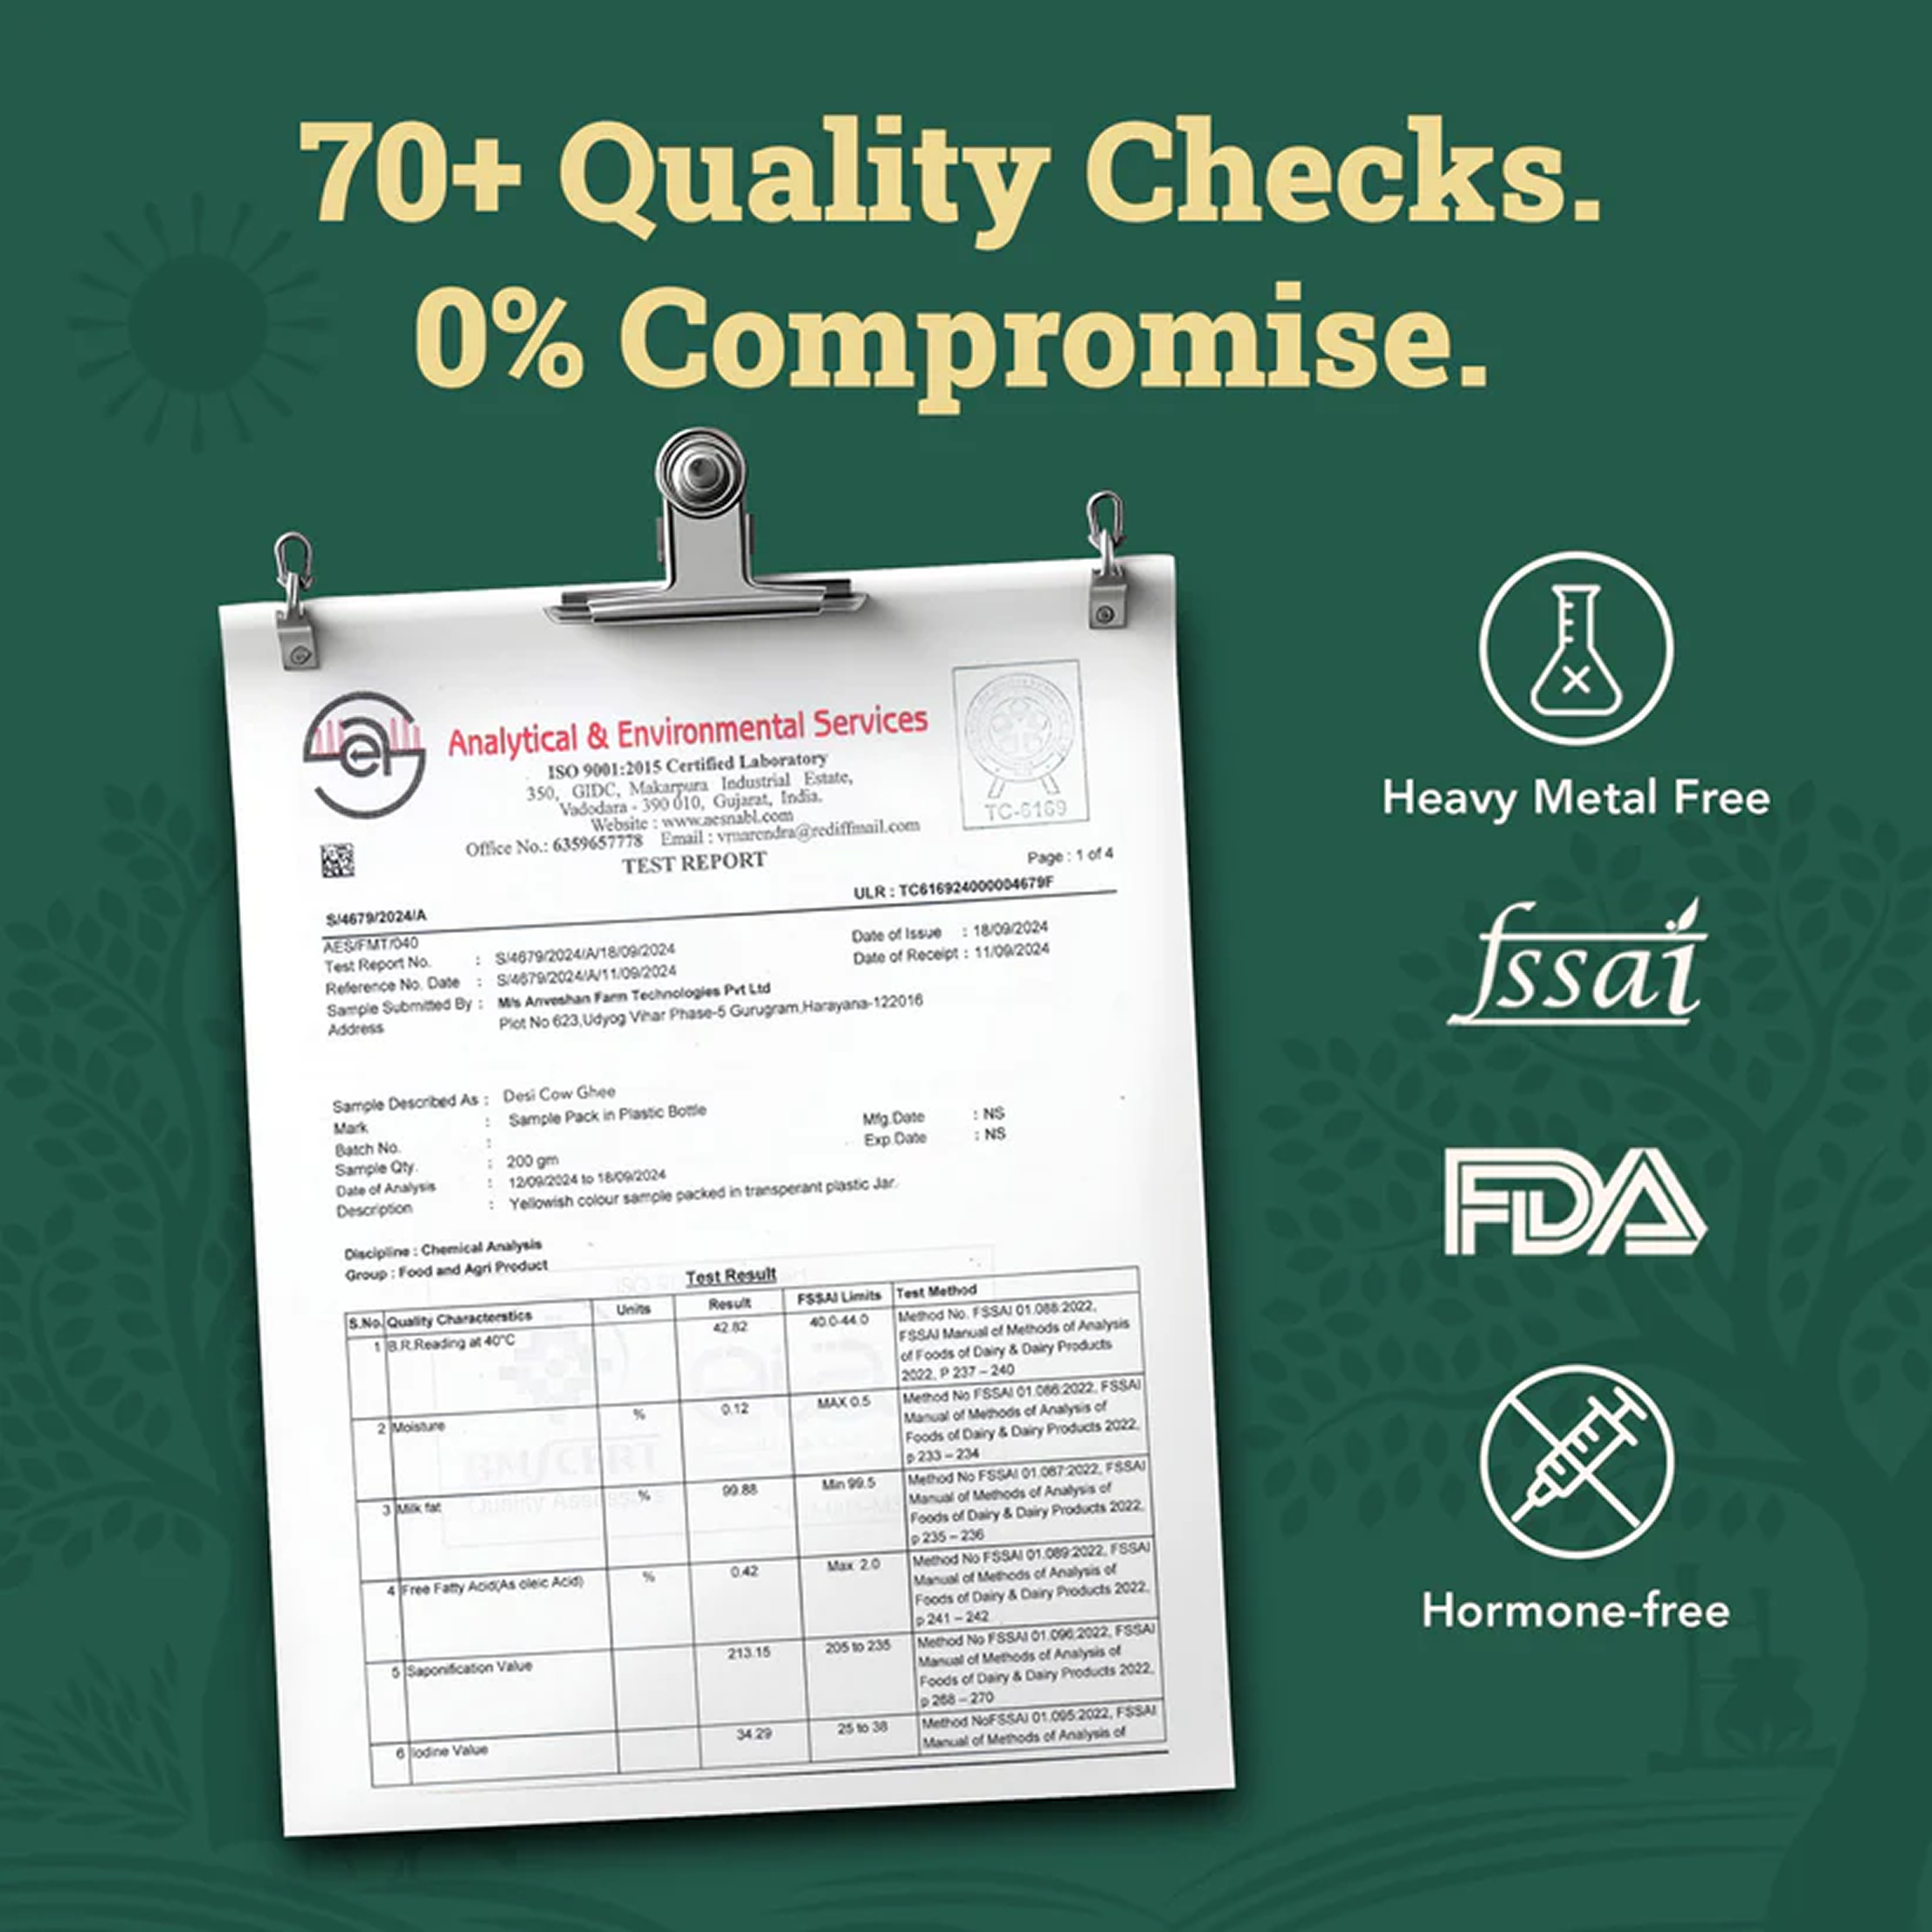 70+ Quality Checks.
0% Compromise.
Analytical & Environmental Services
ISO 9001:2015 Certified Laboratory
350, GIDC, Makarpura Industrial Estate,
Vadodara - 390 010, Gujarat, India.
Website : www.aesnabl.com
Office No.: 6359657778 Email : vmarendra@rediffmail.com
TC-6169
TEST REPORT
Page : 1 of 4
ULR : TC616924000004679F
S/4679/2024/A
AES/FMT/040
Test Report No. : S/4679/2024/A/18/09/2024 Date of Issue : 18/09/2024
Reference No. Date : S/4679/2024/A/11/09/2024 Date of Receipt : 11/09/2024
Sample Submitted By : M/s Anveshan Farm Technologies Pvt Ltd
Address Plot No 623,Udyog Vihar Phase-5 Gurugram,Harayana-122016
Sample Described As : Desi Cow Ghee
Mark : Sample Pack in Plastic Bottle
Batch No. : Mfg.Date : NS
Sample Qty. : 200 gm Exp.Date : NS
Date of Analysis : 12/09/2024 to 18/09/2024
Description : Yellowish colour sample packed in transperant plastic Jar.
Discipline : Chemical Analysis
Group : Food and Agri Product
Test Result
S.No. Quality Characterstics Units Result FSSAI Limits Test Method
1 B.R.Reading at 40°C 42.82 40.0-44.0 Method No. FSSAI 01.088:2022,
FSSAI Manual of Methods of Analysis
of Foods of Dairy & Dairy Products
2022, P 237 – 240
2 Moisture % 0.12 MAX 0.5 Method No FSSAI 01.086:2022, FSSAI
Manual of Methods of Analysis of
Foods of Dairy & Dairy Products 2022,
p 233 – 234
3 Milk fat % 99.88 Min 99.5 Method No FSSAI 01.087:2022, FSSAI
Manual of Methods of Analysis of
Foods of Dairy & Dairy Products 2022,
p 235 – 236
4 Free Fatty Acid(As oleic Acid) % 0.42 Max 2.0 Method No FSSAI 01.089:2022, FSSAI
Manual of Methods of Analysis of
Foods of Dairy & Dairy Products 2022,
p 241 – 242
5 Saponification Value 213.15 205 to 235 Method No FSSAI 01.096:2022, FSSAI
Manual of Methods of Analysis of
Foods of Dairy & Dairy Products 2022,
p 268 – 270
6 Iodine Value 34.29 25 to 38 Method NoFSSAI 01.095:2022, FSSAI
Manual of Methods of Analysis of
Heavy Metal Free
fssai
FDA
Hormone-free